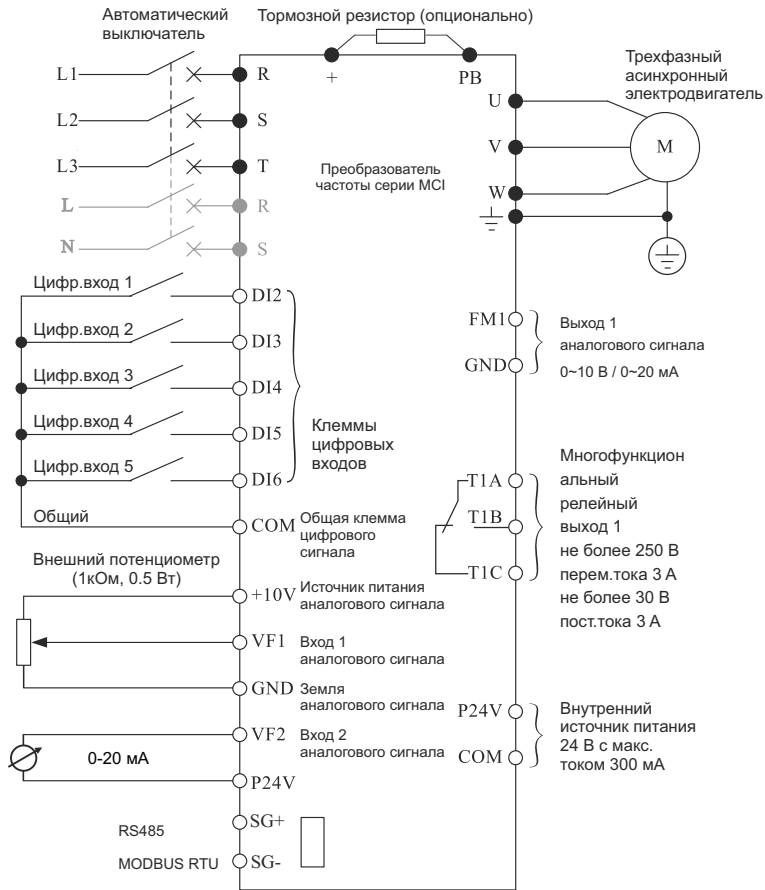 Автоматический
выключатель
Тормозной резистор (опционально)
L1
R
+
PB
Трехфазный
асинхронный
электродвигатель
L2
S
U
L3
T
V
M
Преобразователь
частоты серии MCI
L
R
W
N
S
Цифр.вход 1
DI2
Цифр.вход 2
DI3
Цифр.вход 3
DI4
Цифр.вход 4
DI5
Цифр.вход 5
DI6
Клеммы
цифровых
входов
Общий
COM
Общая клемма
цифрового
сигнала
FM1
GND
Выход 1
аналогового сигнала
0~10 В / 0~20 мА
T1A
T1B
T1C
Многофункцион
альный
релейный
выход 1
не более 250 В
перем.тока 3 А
не более 30 В
пост.тока 3 А
Внешний потенциометр
(1кОм, 0.5 Вт)
+10V
Источник питания
аналогового сигнала
VF1
Вход 1
аналогового сигнала
GND
Земля
аналогового сигнала
VF2
Вход 2
аналогового сигнала
0-20 мА
P24V
P24V
COM
Внутренний
источник питания
24 В с макс.
током 300 мА
RS485
SG+
MODBUS RTU
SG-